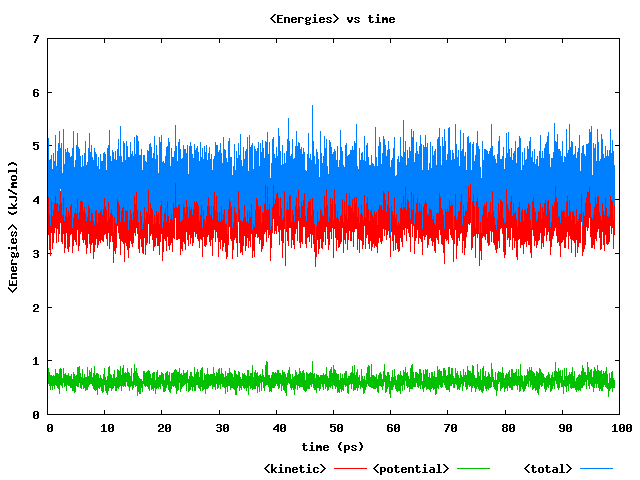 <Energies> vs time
7
6
5
4
3
2
1
0
<Energies> (kJ/mol)
0 10 20 30 40 50 60 70 80 90 100
time (ps)
<kinetic> <potential> <total>